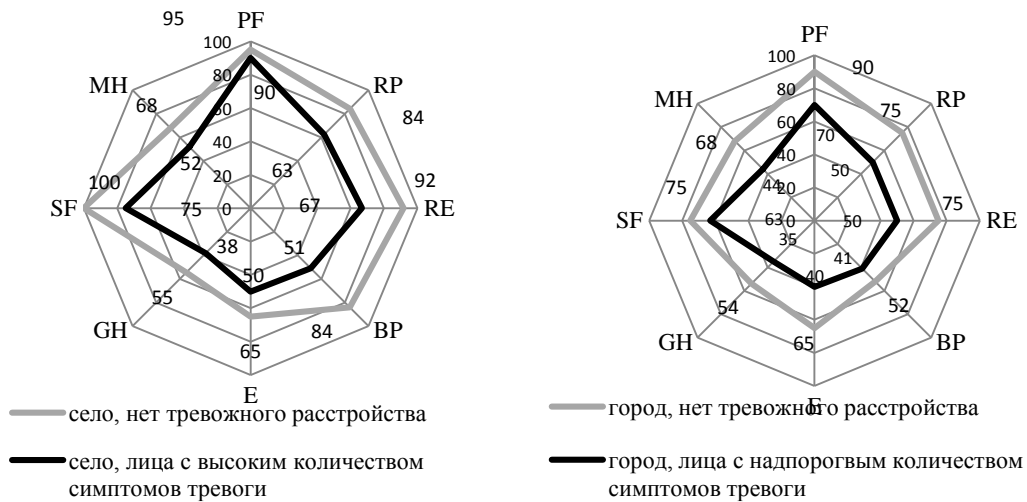 95
PF
100
MH
80
90
RP
68
60
84
40
52
20
63
100
92
SF
75
0
67
RE
38
51
50
GH
55
84
BP
65
E
село, нет тревожного расстройства
село, лица с высоким количеством
симптомов тревоги
PF
100
90
MH
80
RP
75
68
60
70
40
50
75
44
20
75
SF
63
0
50
RE
35
41
40
54
52
GH
65
BP
E
город, нет тревожного расстройства
город, лица с надпорогвым количеством
симптомов тревоги